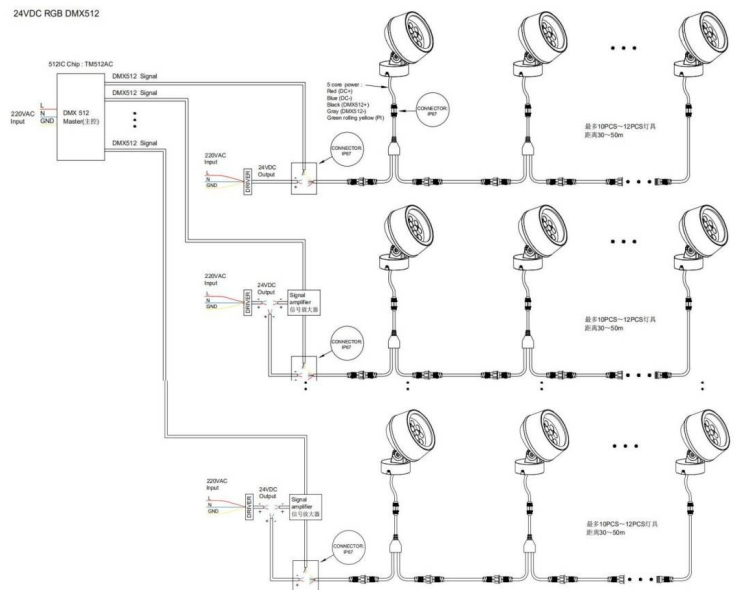 24VDC RGB DMX512
512IC Chip : TM512AC
DMX512 Signal
DMX512 Signal
DMX512 Signal
220VAC
Input
L
N
GND
DMX 512
Master(主控)
5 core power :
Red (DC+)
Blue (DC-)
Black (DMX512+)
Gray (DMX512-)
Green rolling yellow (PI)
CONNECTOR
IP67
CONNECTOR
IP67
最多10PCS～12PCS灯具
距离30～50m
220VAC
Input
L
N
GND
DRIVER
24VDC
Output
220VAC
Input
L
N
GND
DRIVER
24VDC
Output
Signal
amplifier
信号放大器
CONNECTOR
IP67
最多10PCS～12PCS灯具
距离30～50m
220VAC
Input
L
N
GND
DRIVER
24VDC
Output
Signal
amplifier
信号放大器
CONNECTOR
IP67
最多10PCS～12PCS灯具
距离30～50m